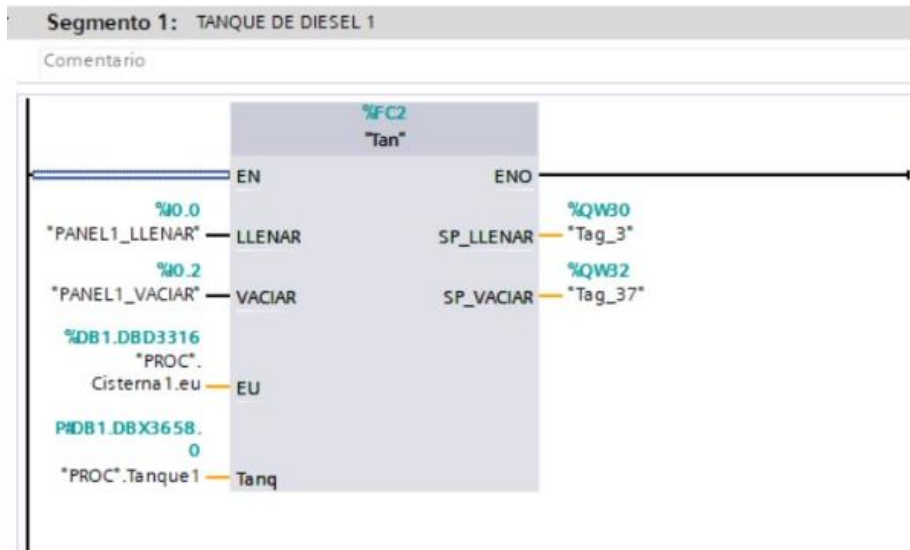 Segmento 1: TANQUE DE DIESEL 1
Comentario
%FC2
"Tan"
EN
ENO
%I0.0
"PANEL1_LLENAR"
LLENAR
%QW30
SP_LLENAR
"Tag_3"
%I0.2
"PANEL1_VACIAR"
VACIAR
%QW32
SP_VACIAR
"Tag_37"
%DB1.DBD3316
"PROC".
Cisterna1.eu
EU
P#DB1.DBX3658.
0
"PROC".Tanque1
Tanq